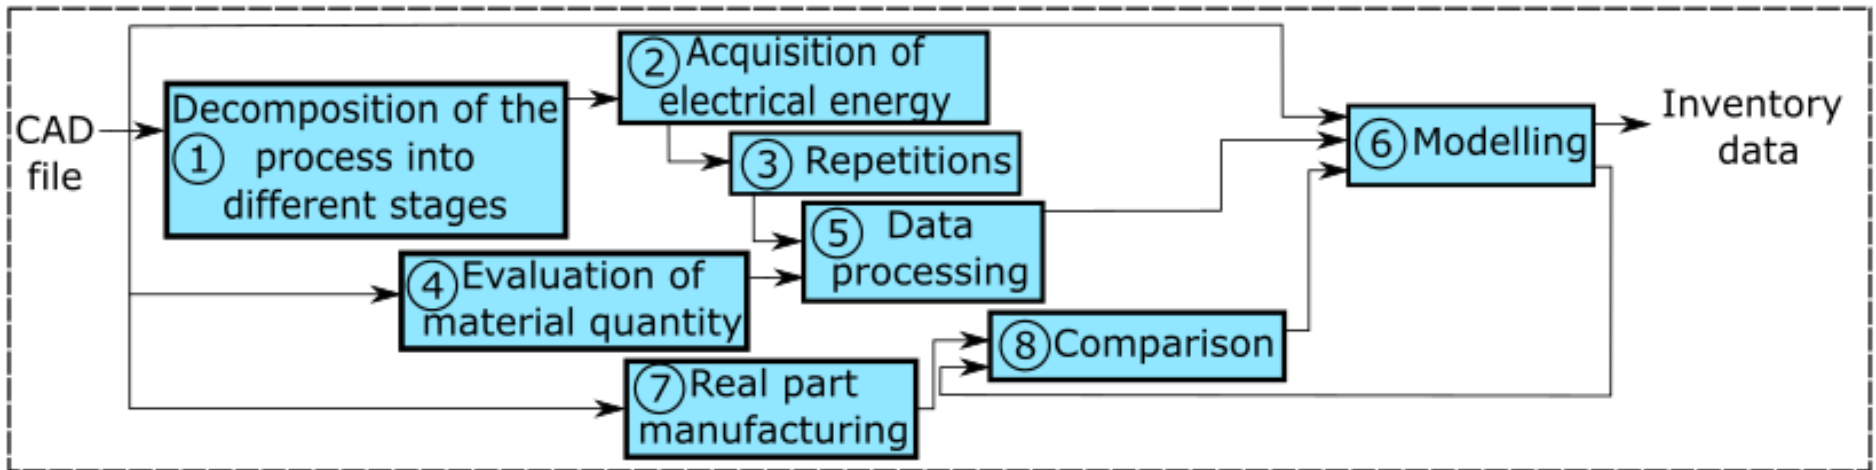 CAD
file
Decomposition of the
① process into
different stages
② Acquisition of
electrical energy
③ Repetitions
④ Evaluation of
material quantity
⑤ Data
processing
⑥ Modelling
⑦ Real part
manufacturing
⑧ Comparison
Inventory
data